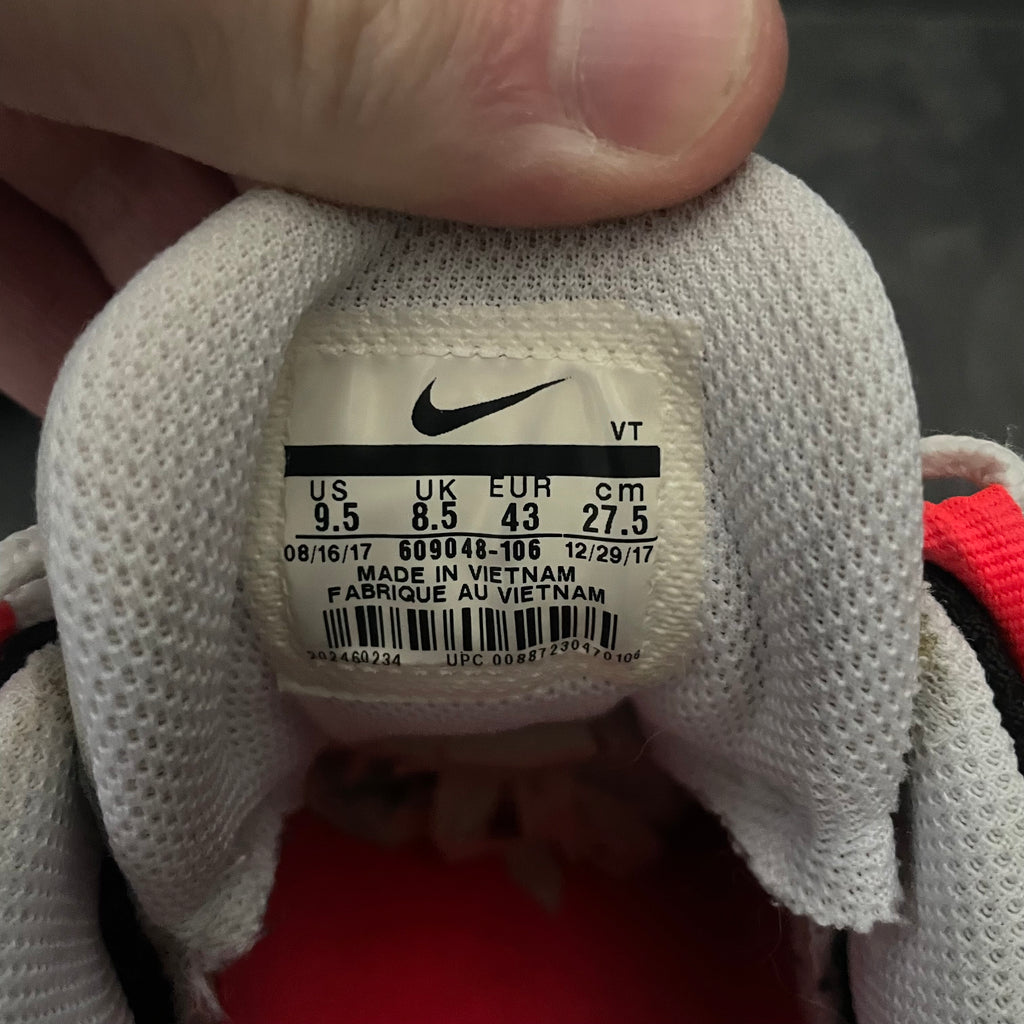 VT
US UK EUR cm
9.5 8.5 43 27.5
08/16/17 609048-106 12/29/17
MADE IN VIETNAM
FABRIQUE AU VIETNAM
UPC 00887230470106